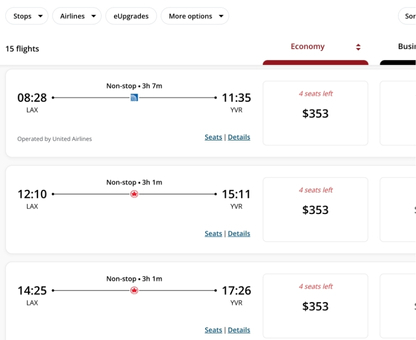 Stops Airlines eUpgrades More options Sor
15 flights Economy Busi
Non-stop • 3h 7m 4 seats left
08:28 11:35 $353
LAX YVR
Operated by United Airlines Seats | Details
Non-stop • 3h 1m 4 seats left
12:10 15:11 $353
LAX YVR
Seats | Details
Non-stop • 3h 1m 4 seats left
14:25 17:26 $353
LAX YVR
Seats | Details